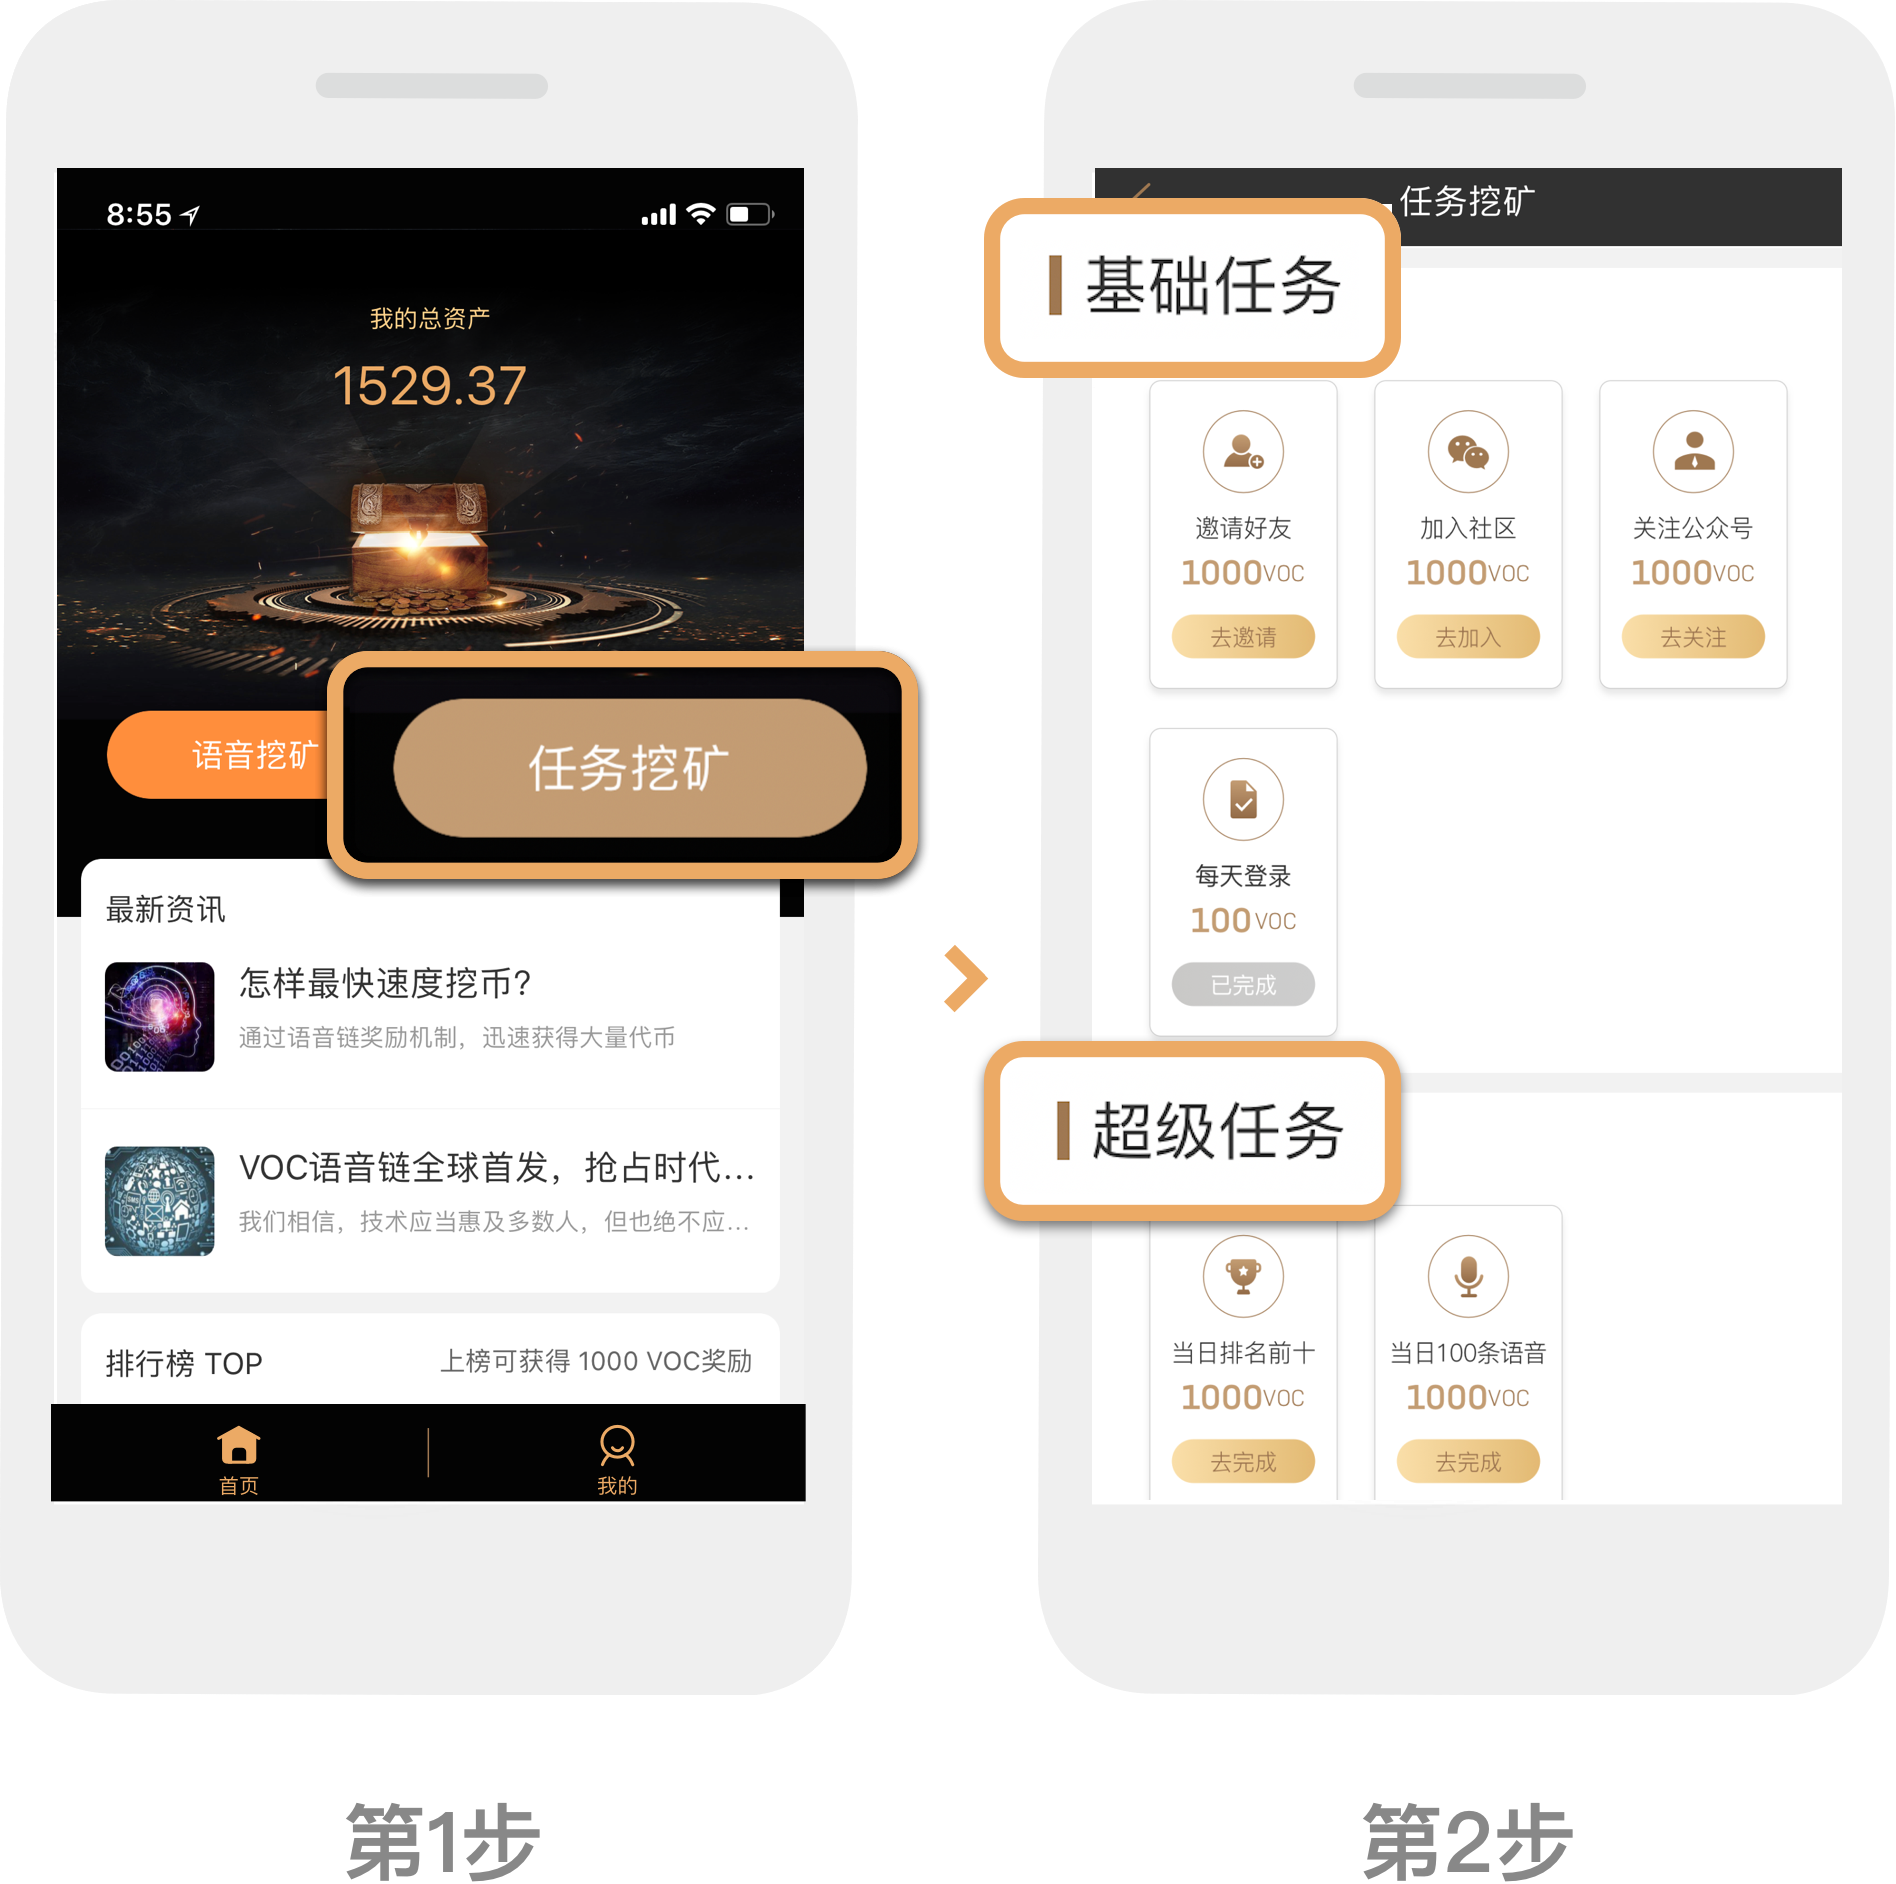 8:55
我的总资产
1529.37
语音挖矿
任务挖矿
最新资讯
怎样最快速度挖币?
通过语音链奖励机制，迅速获得大量代币
VOC语音链全球首发，抢占时代...
我们相信，技术应当惠及多数人，但也绝不应...
排行榜 TOP
上榜可获得 1000 VOC奖励
首页
我的
第1步
任务挖矿
基础任务
邀请好友
1000VOC
去邀请
加入社区
1000VOC
去加入
关注公众号
1000VOC
去关注
每天登录
100VOC
已完成
超级任务
当日排名前十
1000VOC
去完成
当日100条语音
1000VOC
去完成
第2步